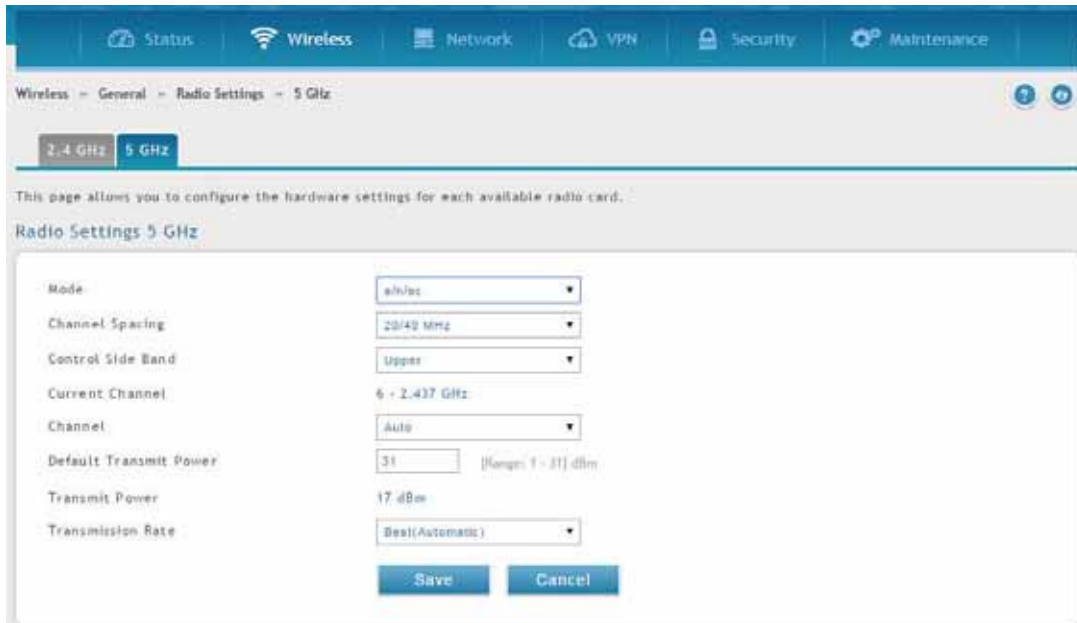 Status Wireless Network VPN Security Maintenance
Wireless - General - Radio Settings - 5 GHz
2.4 GHz 5 GHz
This page allows you to configure the hardware settings for each available radio card.
Radio Settings 5 GHz
Mode a/n/ac
Channel Spacing 20/40 MHz
Control Side Band Upper
Current Channel 6 - 2.437 GHz
Channel Auto
Default Transmit Power 31 [Range: 1 - 31] dBm
Transmit Power 17 dBm
Transmission Rate Best(Automatic)
Save Cancel